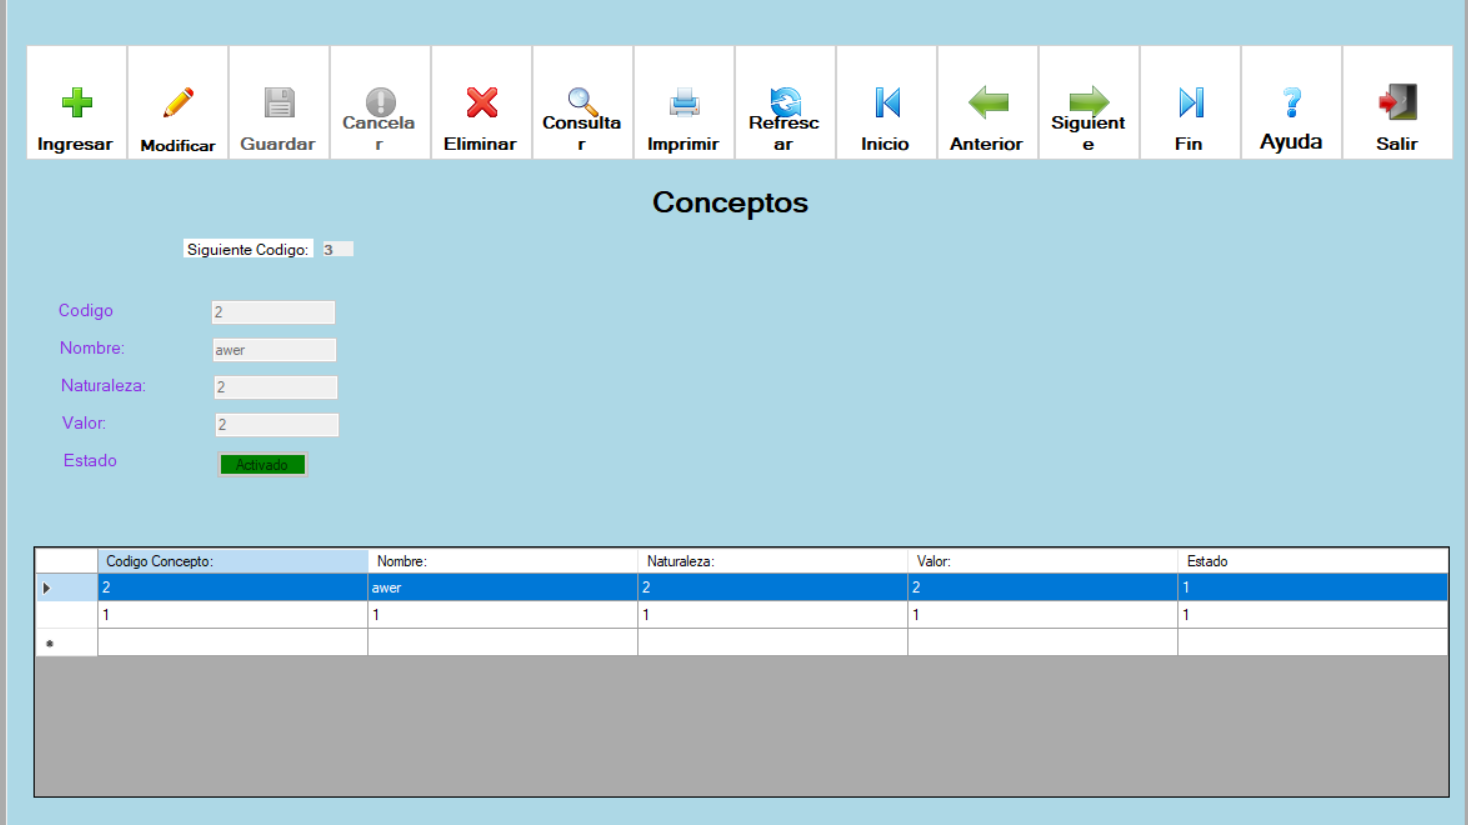 Ingresar
Modificar
Guardar
Cancela
r
Eliminar
Consulta
r
Imprimir
Refresc
ar
Inicio
Anterior
Siguient
e
Fin
Ayuda
Salir
Conceptos
Siguiente Codigo: 3
Codigo 2
Nombre: awer
Naturaleza: 2
Valor: 2
Estado Activado
Codigo Concepto: Nombre: Naturaleza: Valor: Estado
2 awer 2 2 1
1 1 1 1 1